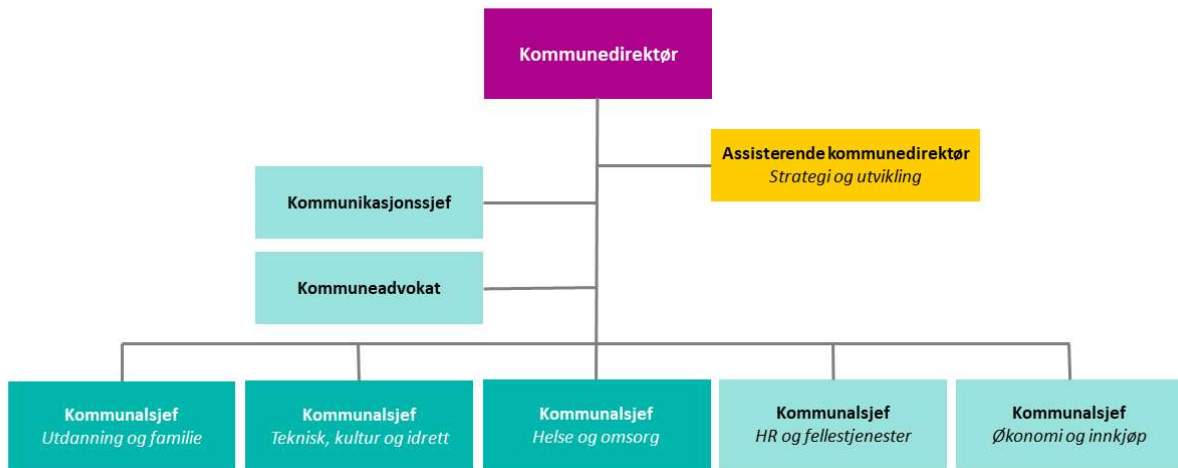 Kommunedirektør
Assisterende kommunedirektør
Strategi og utvikling
Kommunikasjonssjef
Kommuneadvokat
Kommunalsjef
Utdanning og familie
Kommunalsjef
Teknisk, kultur og idrett
Kommunalsjef
Helse og omsorg
Kommunalsjef
HR og fellestjenester
Kommunalsjef
Økonomi og innkjøp